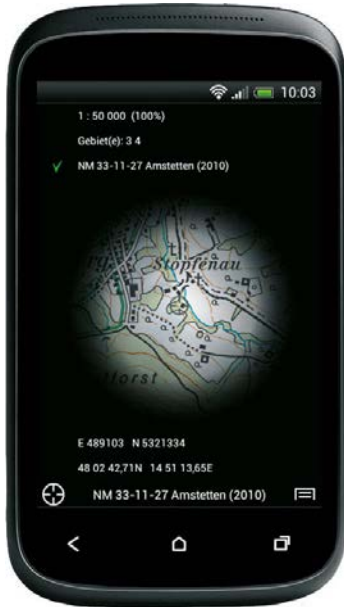 10:03
1 : 50 000 (100%)
Gebiet(e): 3 4
NM 33-11-27 Amstetten (2010)
Stopfenau
E 489103 N 5321334
48 02 42,71N 14 51 13,65E
NM 33-11-27 Amstetten (2010)